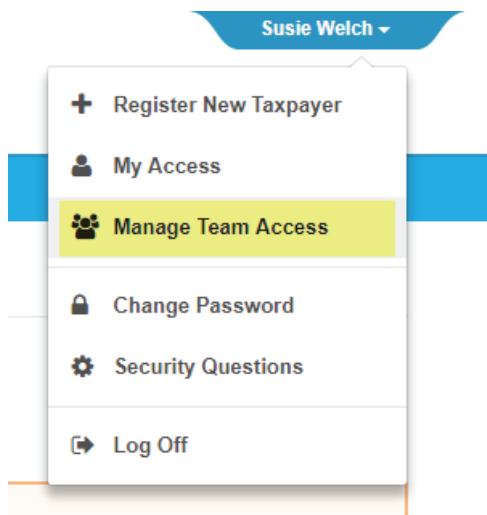 Susie Welch
Register New Taxpayer
My Access
Manage Team Access
Change Password
Security Questions
Log Off